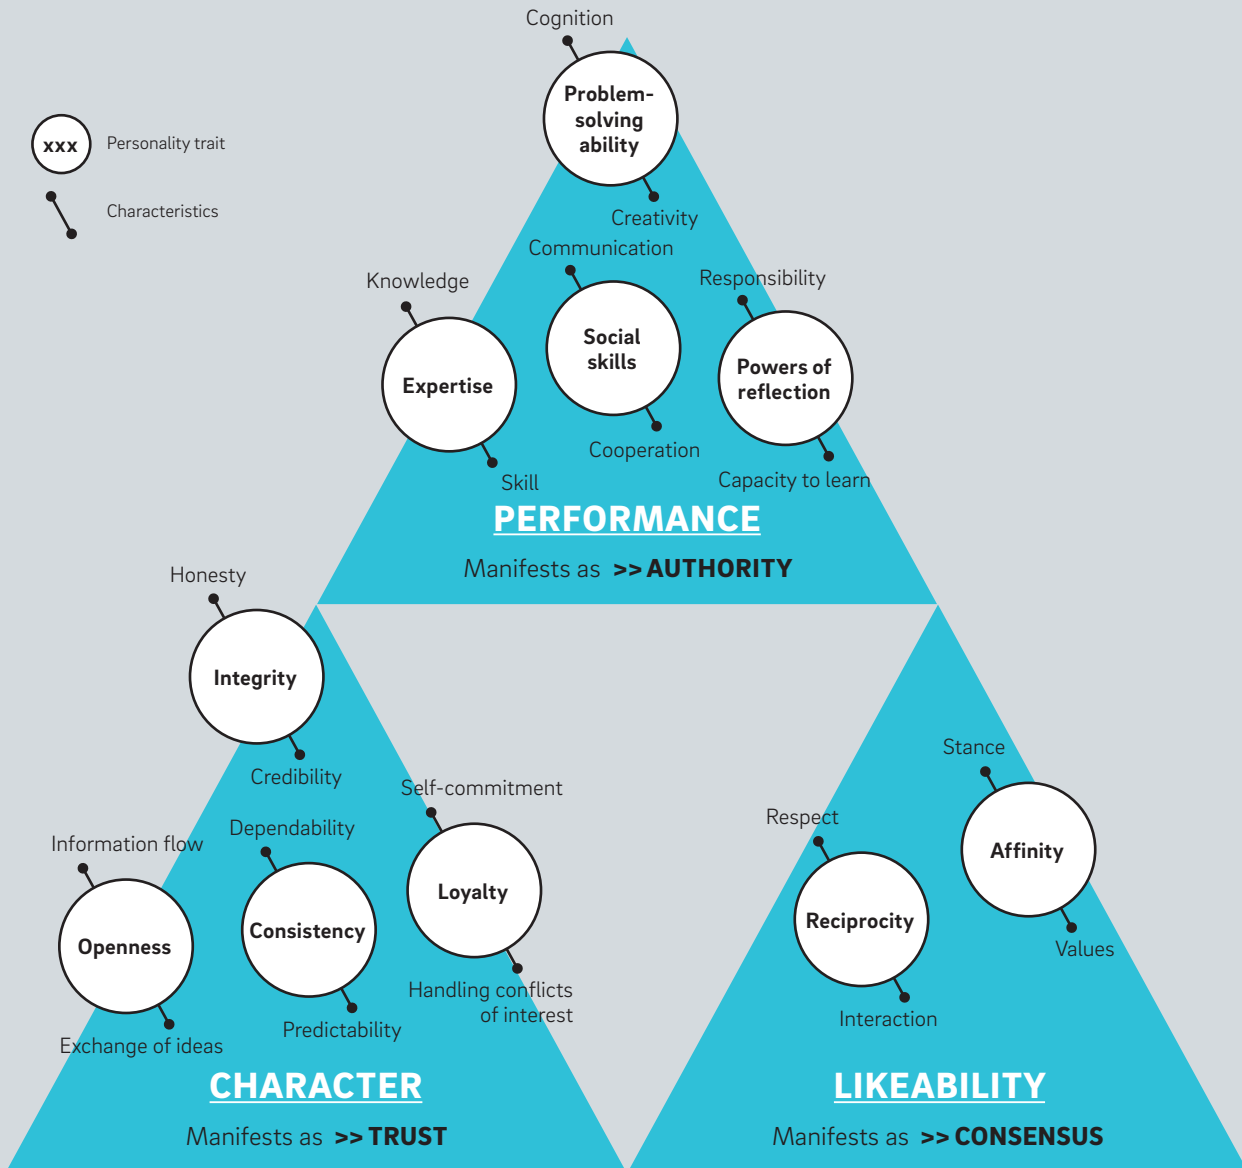 Cognition
Problem-
solving
ability
Creativity
xxx
Personality trait
Characteristics
Communication
Social
skills
Cooperation
Knowledge
Expertise
Skill
Responsibility
Powers of
reflection
Capacity to learn
PERFORMANCE
Manifests as >> AUTHORITY
Honesty
Integrity
Credibility
Information flow
Openness
Exchange of ideas
Dependability
Consistency
Predictability
Self-commitment
Loyalty
Handling conflicts
of interest
CHARACTER
Manifests as >> TRUST
Respect
Reciprocity
Interaction
Stance
Affinity
Values
LIKEABILITY
Manifests as >> CONSENSUS